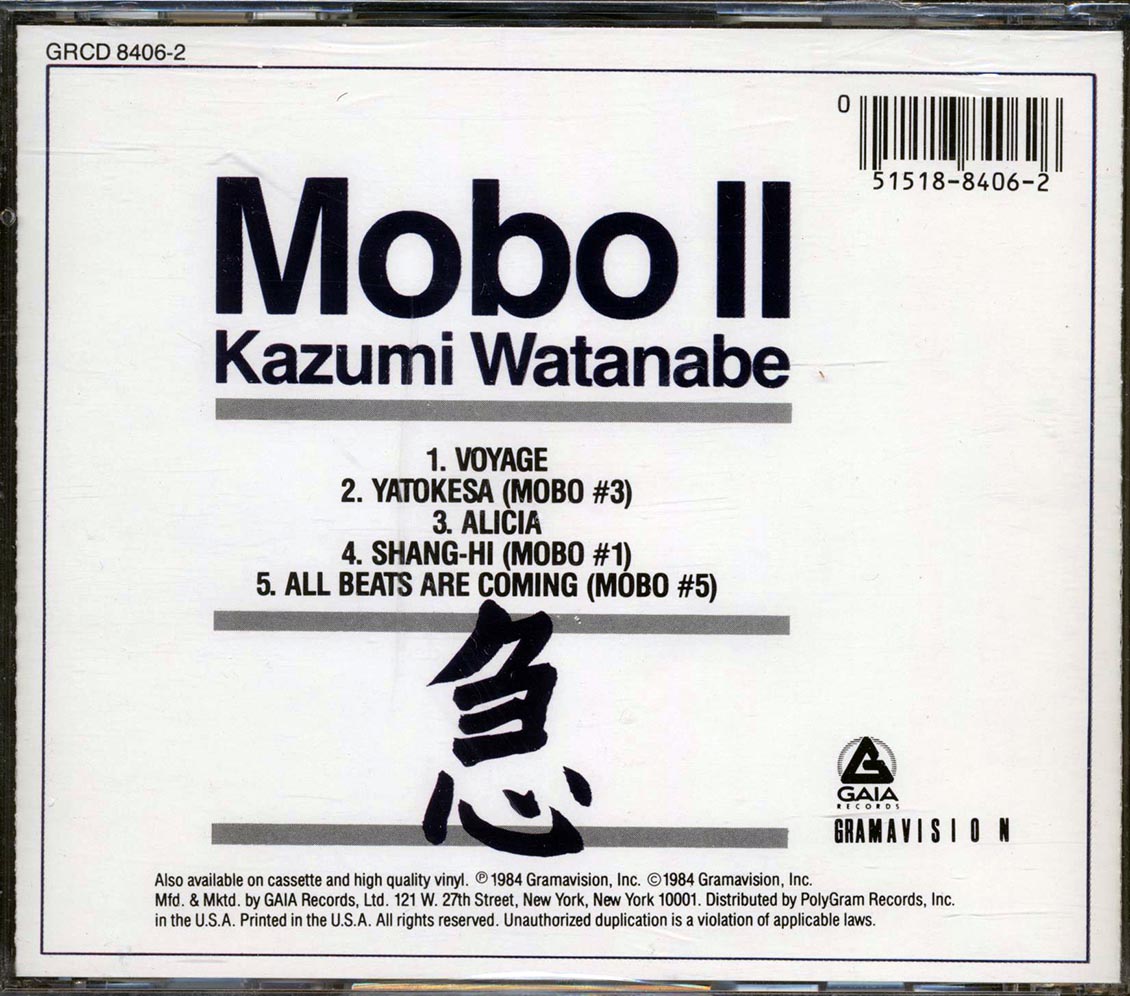 GRCD 8406-2
0
51518-8406-2
Mobo II
Kazumi Watanabe
1. VOYAGE
2. YATOKESA (MOBO #3)
3. ALICIA
4. SHANG-HI (MOBO #1)
5. ALL BEATS ARE COMING (MOBO #5)
急
GAIA
RECORDS
GRAMAVISION
Also available on cassette and high quality vinyl. ℗1984 Gramavision, Inc. ©1984 Gramavision, Inc.
Mfd. & Mktd. by GAIA Records, Ltd. 121 W. 27th Street, New York, New York 10001. Distributed by PolyGram Records, Inc.
in the U.S.A. Printed in the U.S.A. All rights reserved. Unauthorized duplication is a violation of applicable laws.